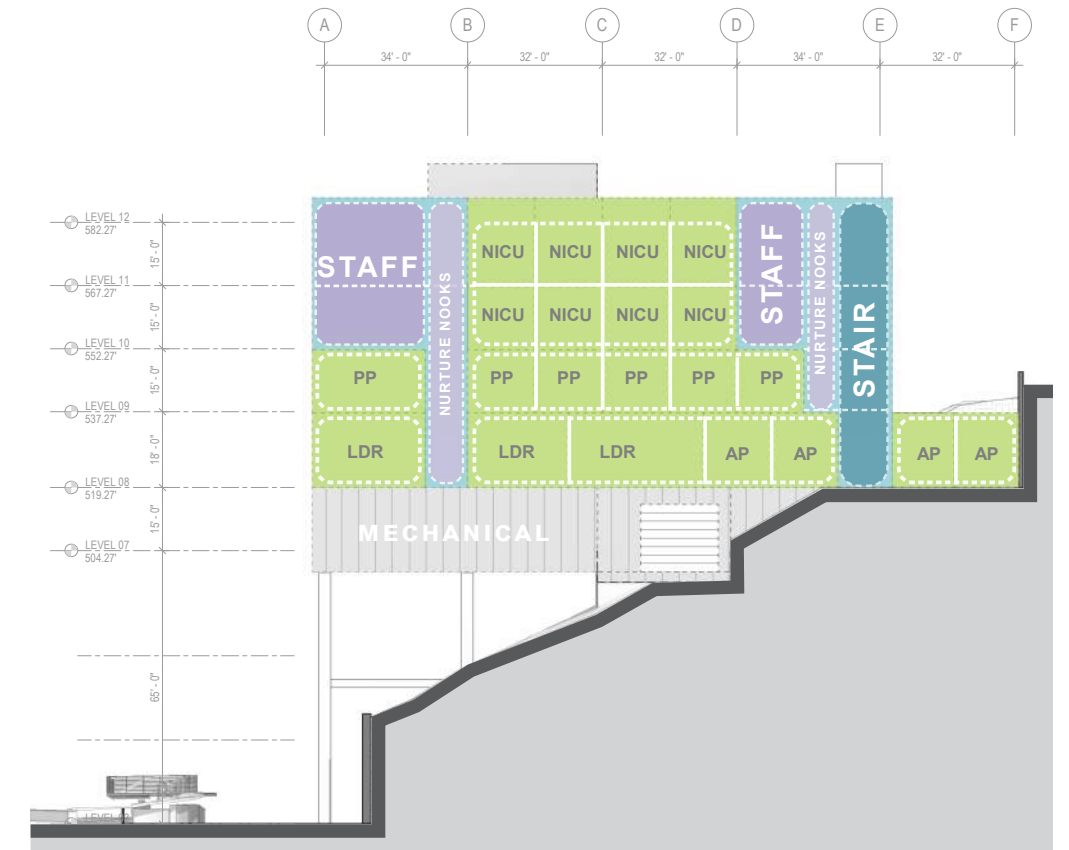 A B C D E F
34' - 0" 32' - 0" 32' - 0" 34' - 0" 32' - 0"
LEVEL 12
582.27'
15' - 0"
LEVEL 11
567.27'
15' - 0"
LEVEL 10
552.27'
15' - 0"
LEVEL 09
537.27'
18' - 0"
LEVEL 08
519.27'
15' - 0"
LEVEL 07
504.27'
65' - 0"
STAFF
NURTURE NOOKS
NICU NICU NICU NICU
NICU NICU NICU NICU
STAFF
NURTURE NOOKS
STAIR
PP PP PP PP PP PP
LDR LDR LDR AP AP AP AP
MECHANICAL
LEVEL